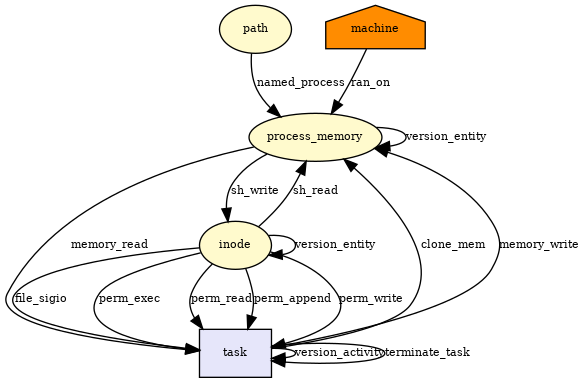 path
machine
named_process
ran_on
process_memory
version_entity
sh_write
sh_read
memory_read
inode
version_entity
clone_mem
memory_write
file_sigio
perm_exec
perm_read
perm_append
perm_write
task
version_activity
terminate_task